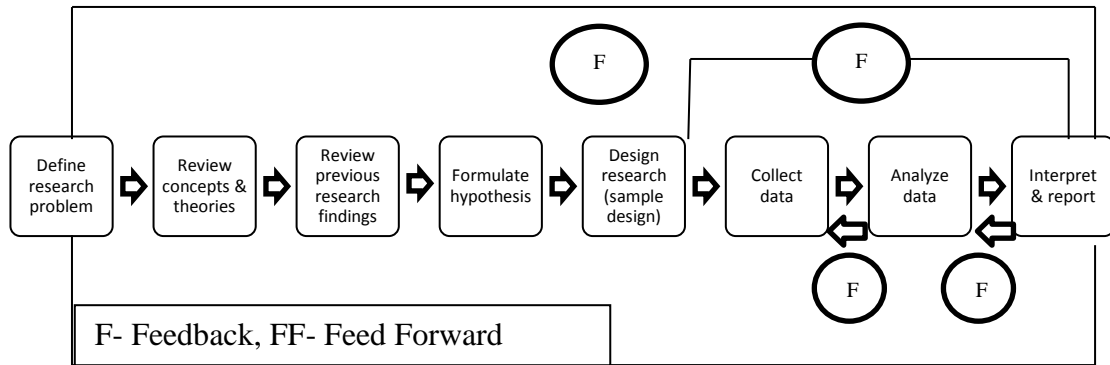 F
F
Define
research
problem
Review
concepts &
theories
Review
previous
research
findings
Formulate
hypothesis
Design
research
(sample
design)
Collect
data
Analyze
data
Interpret
& report
F
F
F- Feedback, FF- Feed Forward